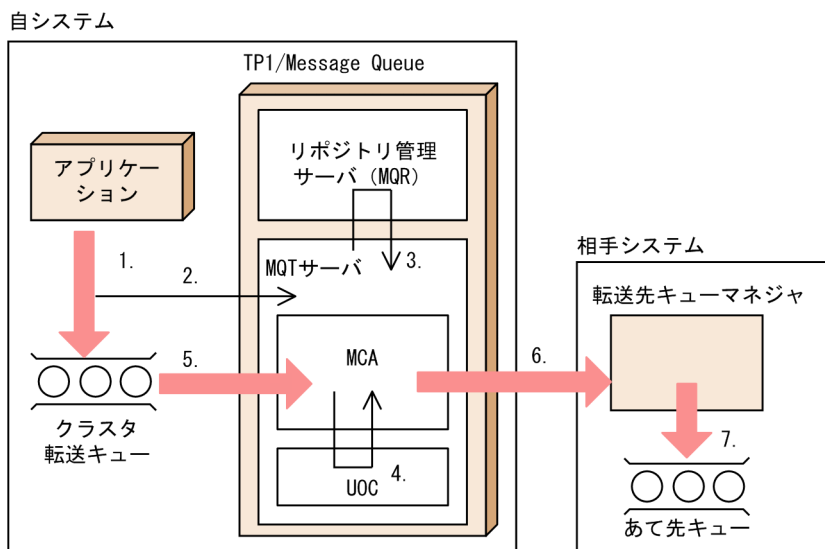 自システム
TP1/Message Queue
リポジトリ管理
サーバ（MQR）
アプリケー
ション
1.
2.
3.
MQTサーバ
相手システム
転送先キューマネジャ
5.
MCA
6.
クラスタ
転送キュー
4.
UOC
7.
あて先キュー